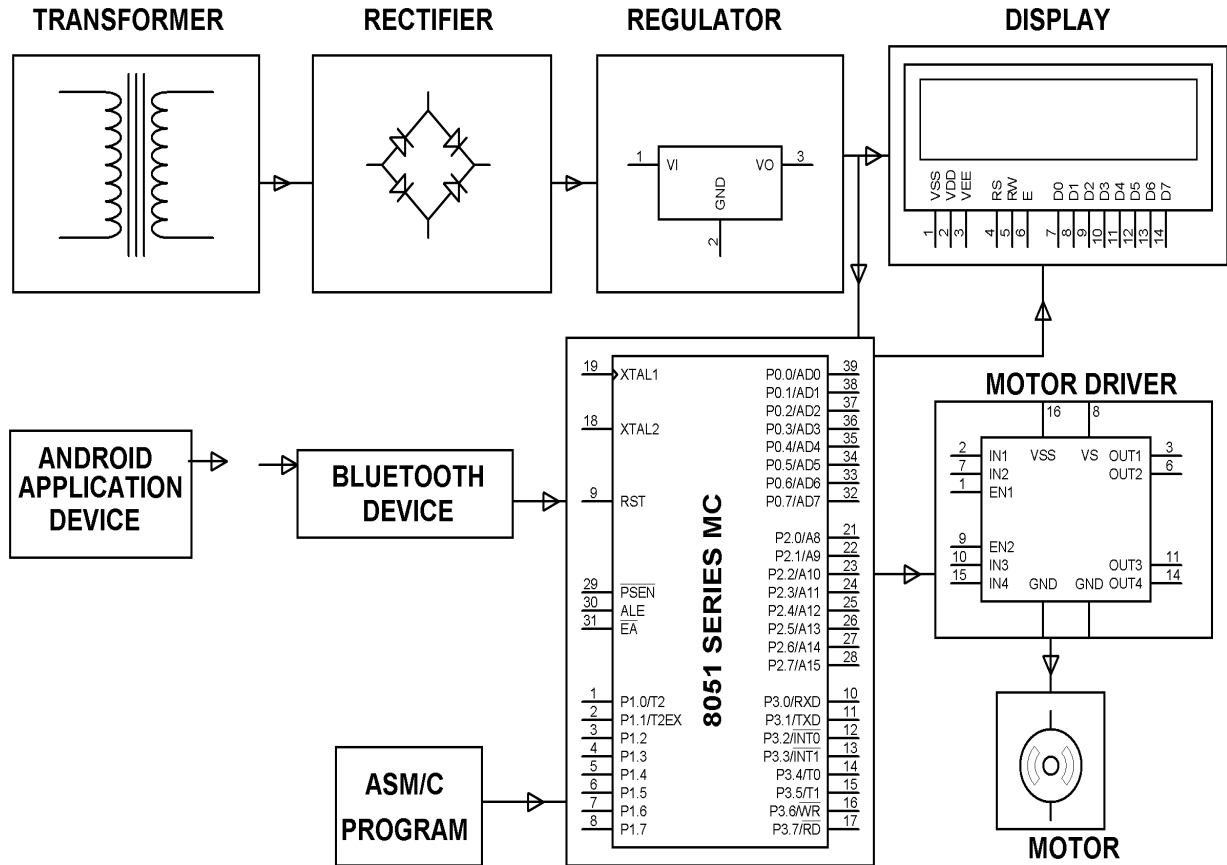 TRANSFORMER
RECTIFIER
REGULATOR
DISPLAY
1 VI VO 3
GND
2
VSS VDD VEE RS RW E D0 D1 D2 D3 D4 D5 D6 D7
1 2 3 4 5 6 7 8 9 10 11 12 13 14
ANDROID
APPLICATION
DEVICE
BLUETOOTH
DEVICE
ASM/C
PROGRAM
8051 SERIES MC
19 XTAL1
18 XTAL2
9 RST
29 PSEN
30 ALE
31 EA
1 P1.0/T2
2 P1.1/T2EX
3 P1.2
4 P1.3
5 P1.4
6 P1.5
7 P1.6
8 P1.7
P0.0/AD0 39
P0.1/AD1 38
P0.2/AD2 37
P0.3/AD3 36
P0.4/AD4 35
P0.5/AD5 34
P0.6/AD6 33
P0.7/AD7 32
P2.0/A8 21
P2.1/A9 22
P2.2/A10 23
P2.3/A11 24
P2.4/A12 25
P2.5/A13 26
P2.6/A14 27
P2.7/A15 28
P3.0/RXD 10
P3.1/TXD 11
P3.2/INT0 12
P3.3/INT1 13
P3.4/T0 14
P3.5/T1 15
P3.6/WR 16
P3.7/RD 17
MOTOR DRIVER
16 8
2 IN1 VSS VS OUT1 3
7 IN2 OUT2 6
1 EN1
9 EN2
10 IN3 OUT3 11
15 IN4 GND GND OUT4 14
MOTOR